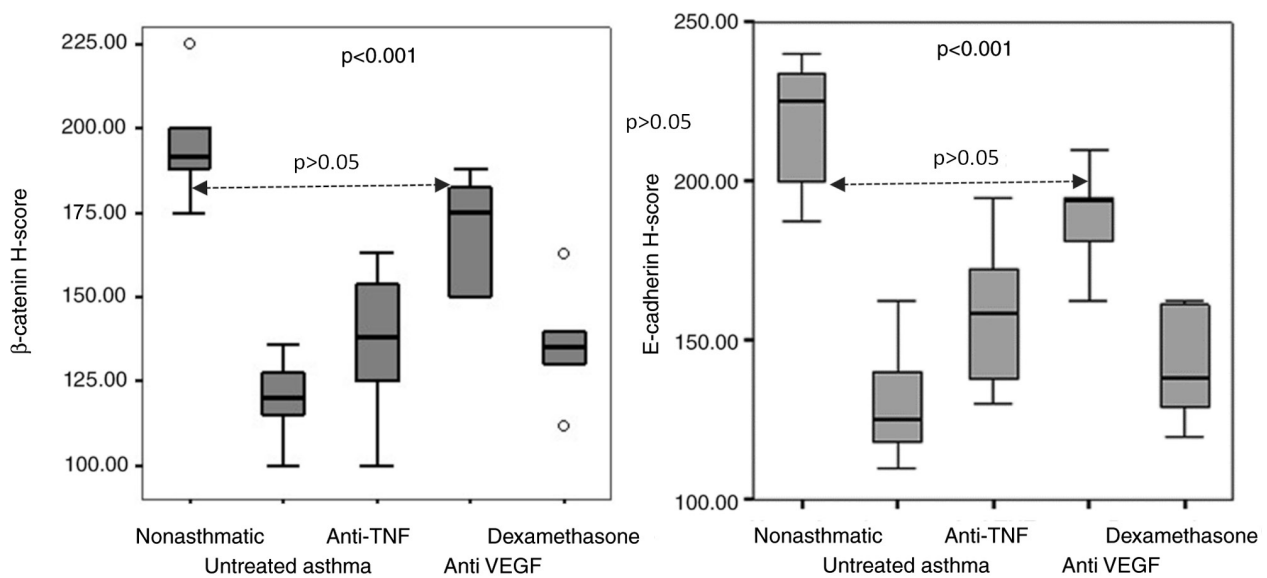 β-catenin H-score
225.00
200.00
175.00
150.00
125.00
100.00
p<0.001
p>0.05
Nonasthmatic
Untreated asthma
Anti-TNF
Anti VEGF
Dexamethasone
p>0.05
E-cadherin H-score
250.00
200.00
150.00
100.00
p<0.001
p>0.05
Nonasthmatic
Untreated asthma
Anti-TNF
Anti VEGF
Dexamethasone